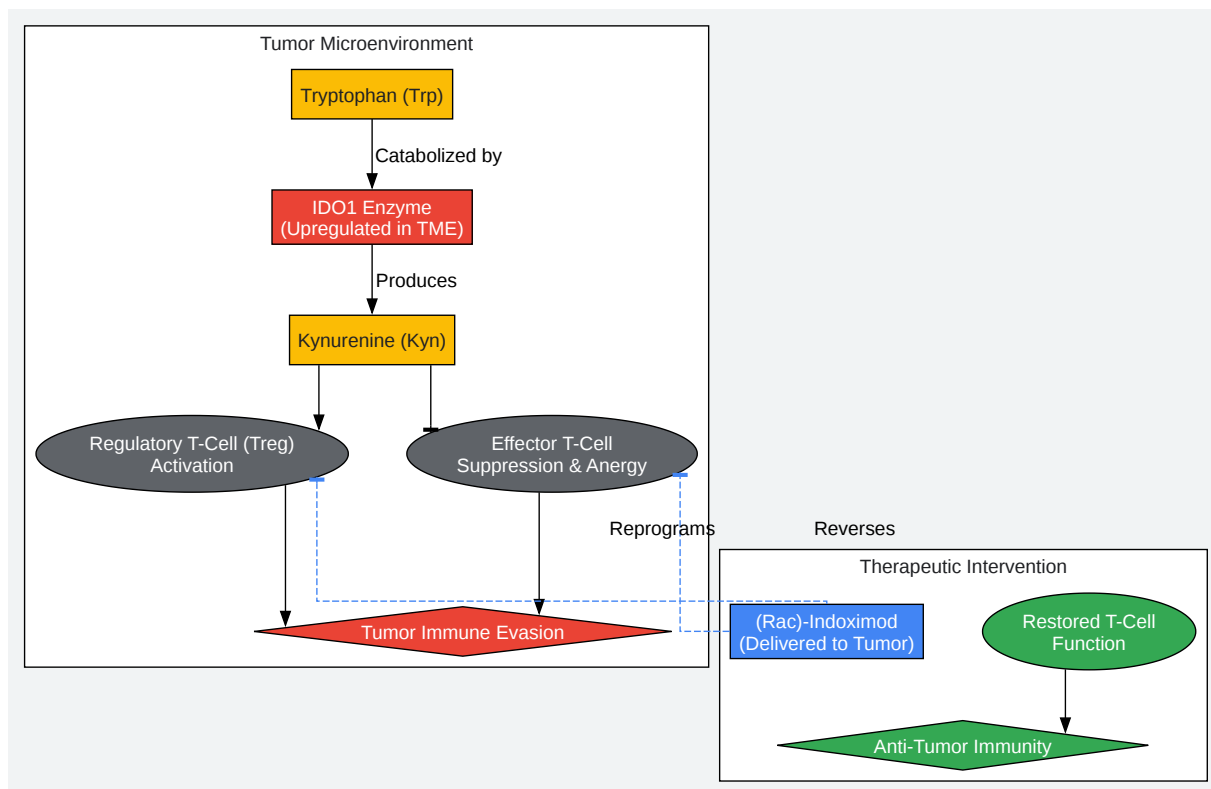 Tumor Microenvironment
Tryptophan (Trp)
Catabolized by
IDO1 Enzyme
(Upregulated in TME)
Produces
Kynurenine (Kyn)
Regulatory T-Cell (Treg)
Activation
Effector T-Cell
Suppression & Anergy
Reprograms
Reverses
Tumor Immune Evasion
Therapeutic Intervention
(Rac)-Indoximod
(Delivered to Tumor)
Restored T-Cell
Function
Anti-Tumor Immunity